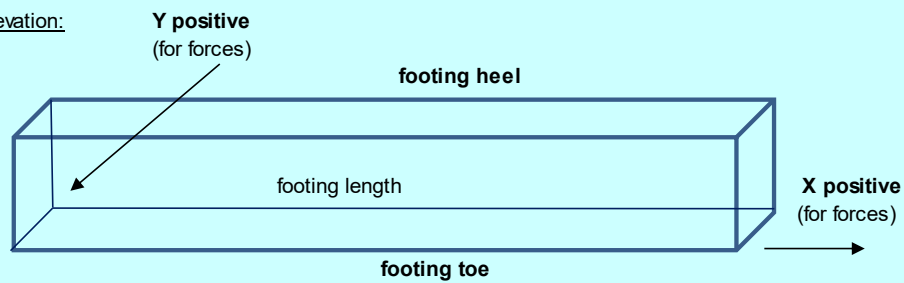 evation:
Y positive
(for forces)
footing heel
footing length
X positive
(for forces)
footing toe